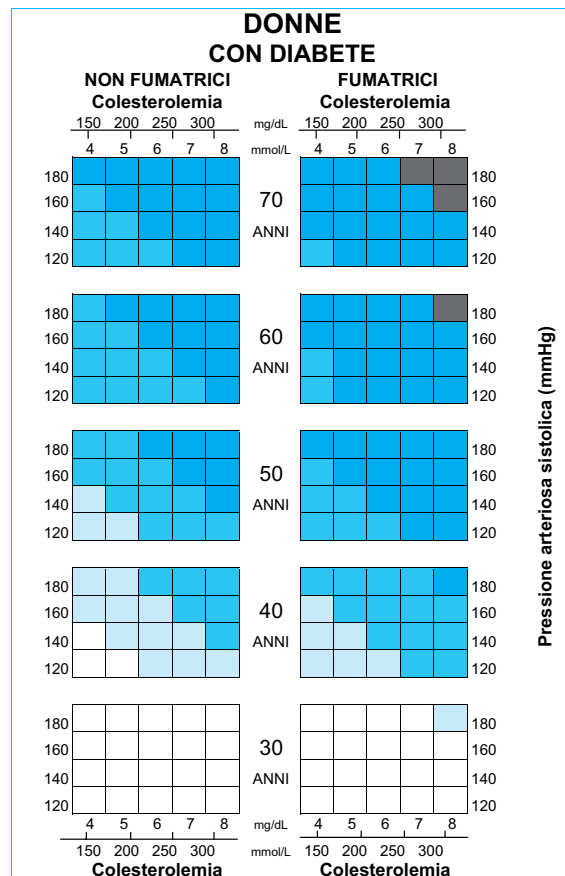 DONNE
CON DIABETE
NON FUMATRICI FUMATRICI
Colesterolemia Colesterolemia
150 200 250 300 mg/dL 150 200 250 300
4 5 6 7 8 mmol/L 4 5 6 7 8
180 180
160 70 160
140 ANNI 140
120 120
180 180
160 60 160
140 ANNI 140
120 120
180 180
160 50 160
140 ANNI 140
120 120
180 180
160 40 160
140 ANNI 140
120 120
180 180
160 30 160
140 ANNI 140
120 120
Pressione arteriosa sistolica (mmHg)
4 5 6 7 8 mg/dL 4 5 6 7 8
150 200 250 300 mmol/L 150 200 250 300
Colesterolemia Colesterolemia